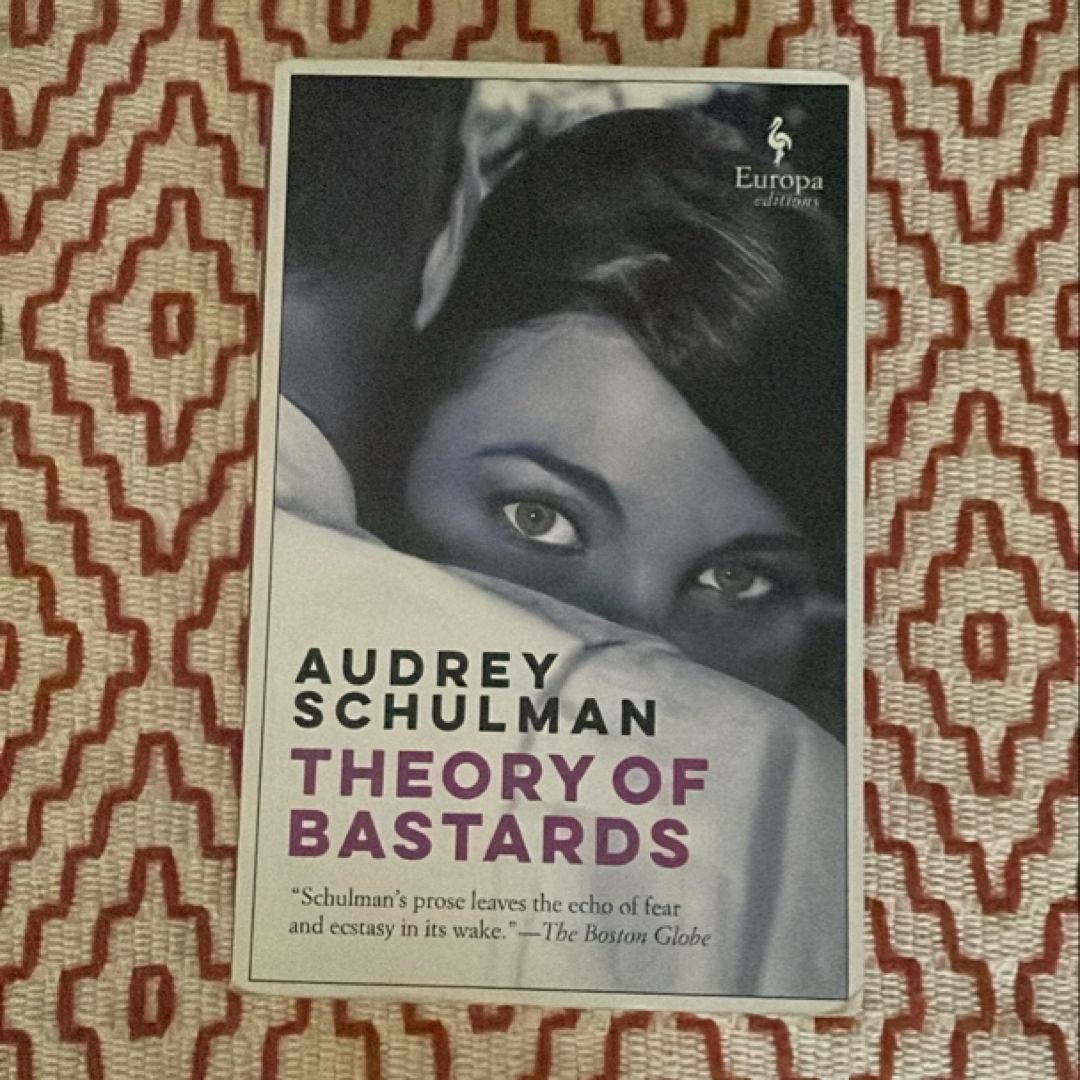 Europa
editions
AUDREY
SCHULMAN
THEORY OF
BASTARDS
“Schulman’s prose leaves the echo of fear
and ecstasy in its wake.”—The Boston Globe